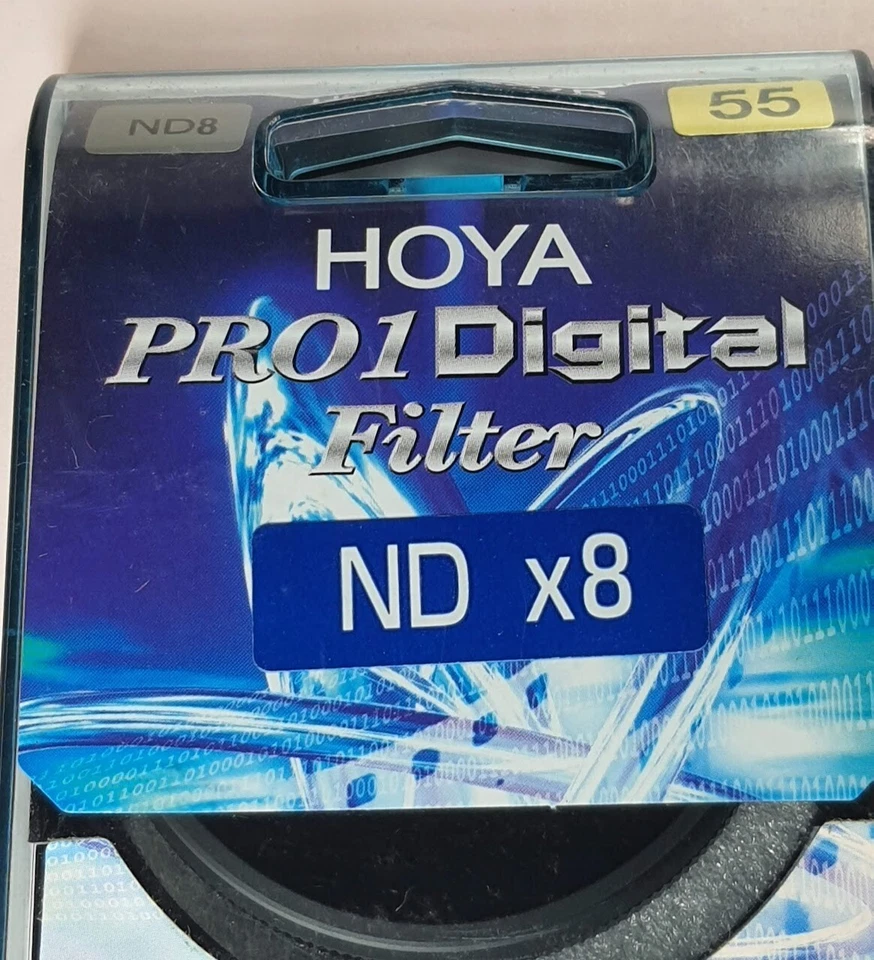 ND8
55
HOYA
PRO1 Digital
Filter
ND x8